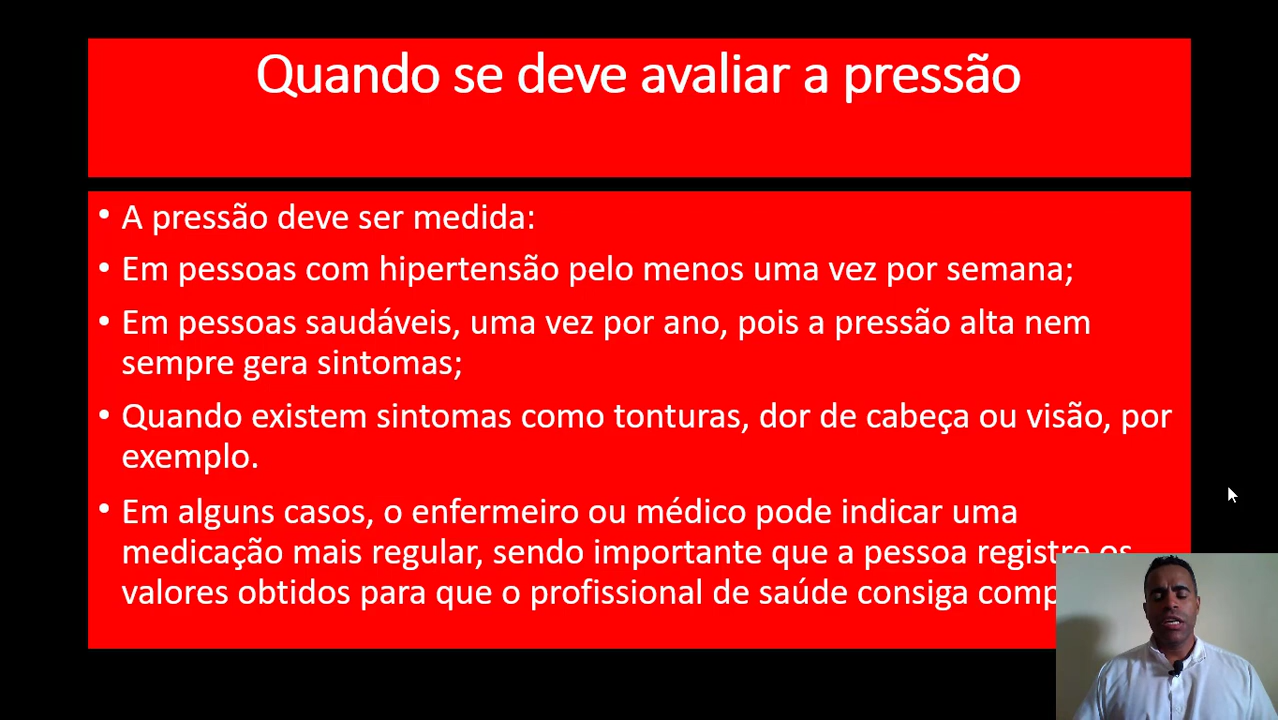 Quando se deve avaliar a pressão
• A pressão deve ser medida:
• Em pessoas com hipertensão pelo menos uma vez por semana;
• Em pessoas saudáveis, uma vez por ano, pois a pressão alta nem
sempre gera sintomas;
• Quando existem sintomas como tonturas, dor de cabeça ou visão, por
exemplo.
• Em alguns casos, o enfermeiro ou médico pode indicar uma
medicação mais regular, sendo importante que a pessoa registre os
valores obtidos para que o profissional de saúde consiga